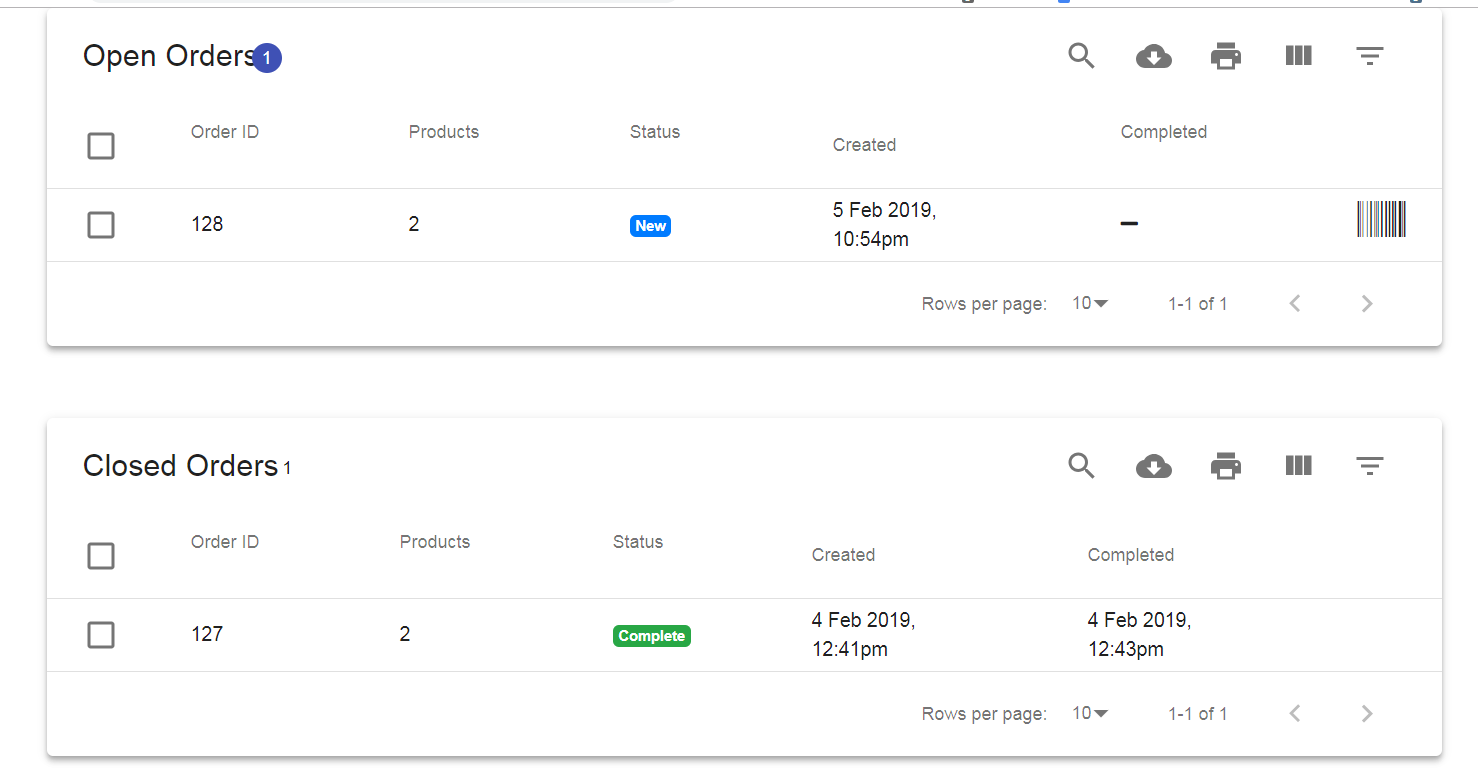 Open Orders 1
Order ID Products Status Created Completed
128 2 New 5 Feb 2019, –
10:54pm
Rows per page: 10 1-1 of 1
Closed Orders 1
Order ID Products Status Created Completed
127 2 Complete 4 Feb 2019, 4 Feb 2019,
12:41pm 12:43pm
Rows per page: 10 1-1 of 1